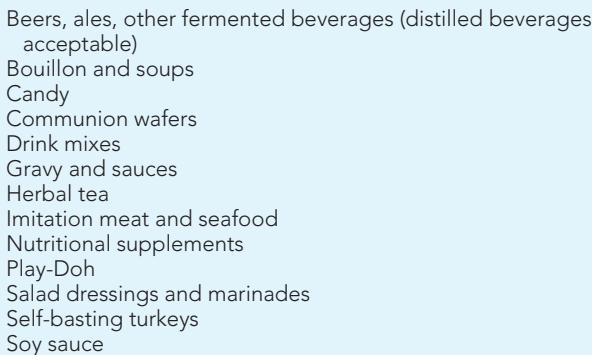 Beers, ales, other fermented beverages (distilled beverages
acceptable)
Bouillon and soups
Candy
Communion wafers
Drink mixes
Gravy and sauces
Herbal tea
Imitation meat and seafood
Nutritional supplements
Play-Doh
Salad dressings and marinades
Self-basting turkeys
Soy sauce